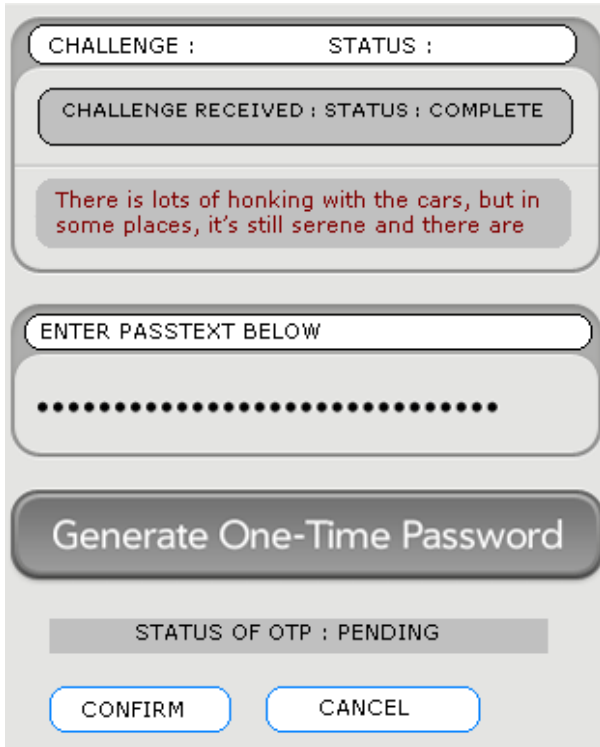 CHALLENGE : STATUS :
CHALLENGE RECEIVED : STATUS : COMPLETE
There is lots of honking with the cars, but in
some places, it's still serene and there are
ENTER PASSTEXT BELOW
••••••••••••••••••••••••••••••
Generate One-Time Password
STATUS OF OTP : PENDING
CONFIRM CANCEL